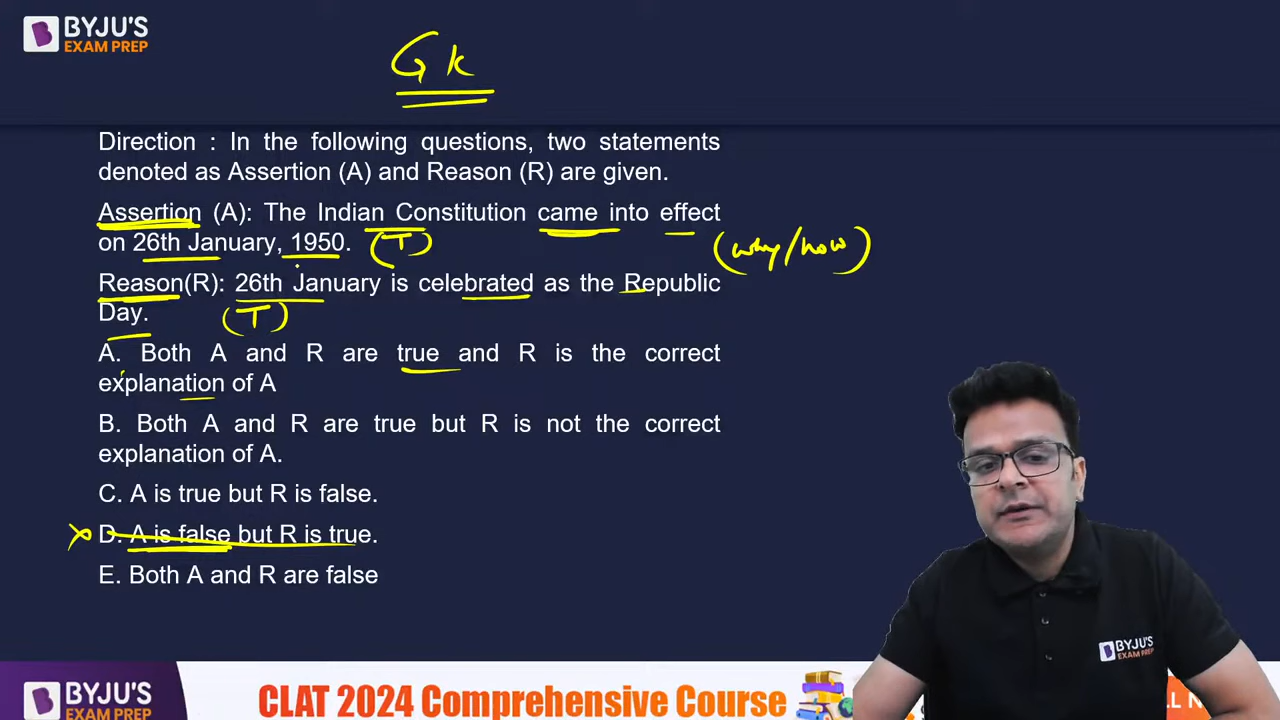 BYJU'S
EXAM PREP
GK
Direction : In the following questions, two statements
denoted as Assertion (A) and Reason (R) are given.
Assertion (A): The Indian Constitution came into effect
on 26th January, 1950. (T)
(why/how)
Reason(R): 26th January is celebrated as the Republic
Day. (T)
A. Both A and R are true and R is the correct
explanation of A
B. Both A and R are true but R is not the correct
explanation of A.
C. A is true but R is false.
D. A is false but R is true.
E. Both A and R are false
BYJU'S
EXAM PREP
BYJU'S
EXAM PREP
CLAT 2024 Comprehensive Course